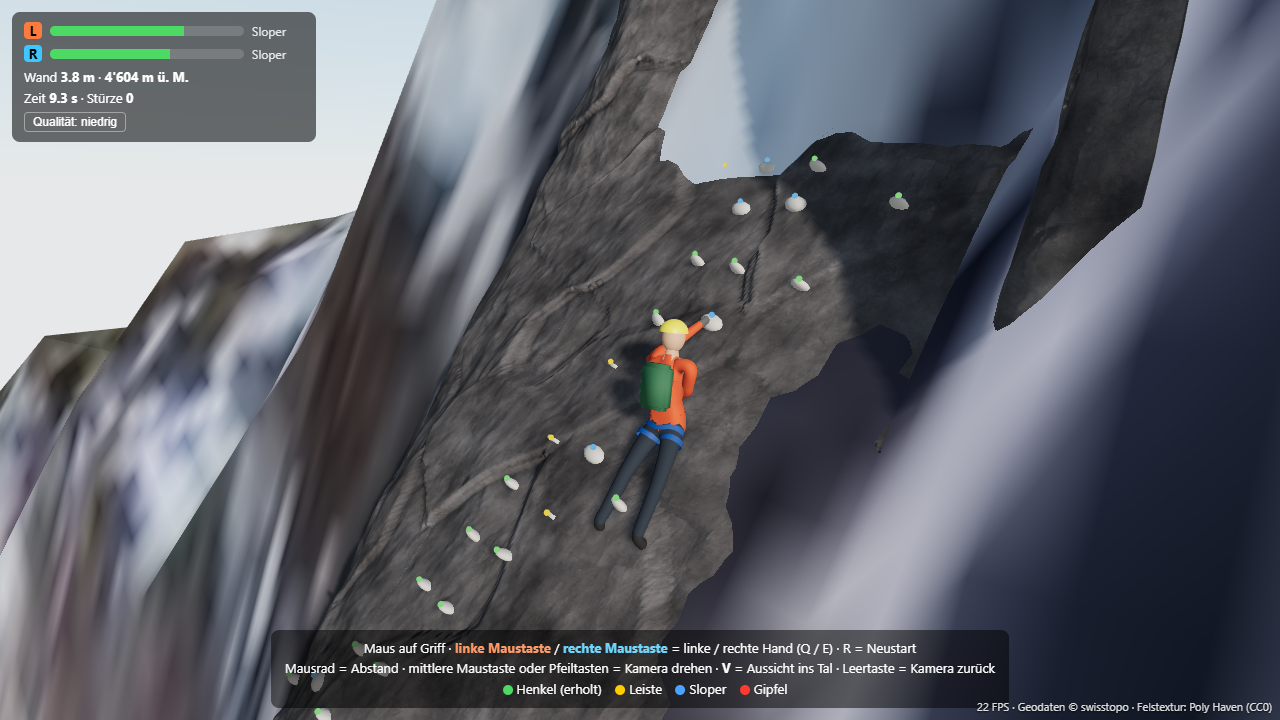 L Sloper
R Sloper
Wand 3.8 m · 4'604 m ü. M.
Zeit 9.3 s · Stürze 0
Qualität: niedrig
Maus auf Griff · linke Maustaste / rechte Maustaste = linke / rechte Hand (Q / E) · R = Neustart
Mausrad = Abstand · mittlere Maustaste oder Pfeiltasten = Kamera drehen · V = Aussicht ins Tal · Leertaste = Kamera zurück
Henkel (erholt) Leiste Sloper Gipfel
22 FPS · Geodaten © swisstopo · Felstextur: Poly Haven (CC0)